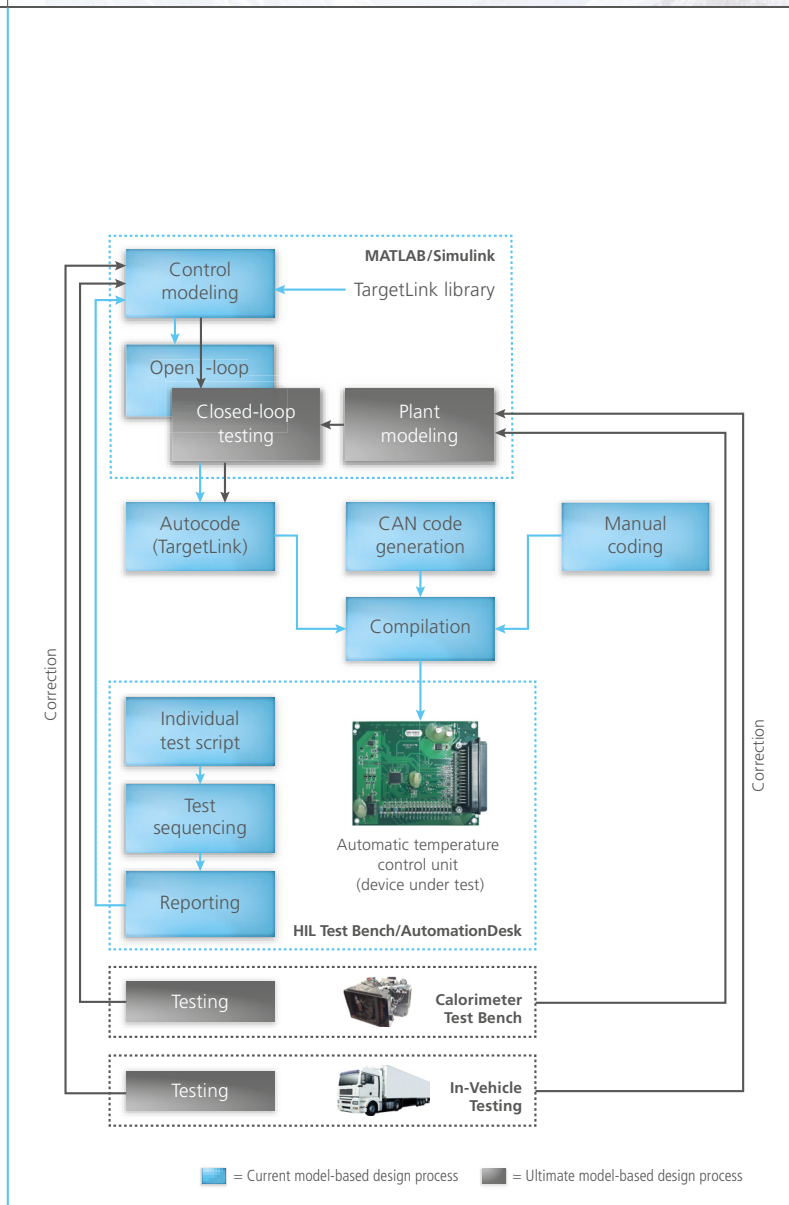 MATLAB/Simulink
Control
modeling
TargetLink library
Open -loop
Closed-loop
testing
Plant
modeling
Autocode
(TargetLink)
CAN code
generation
Manual
coding
Compilation
Correction
Correction
Individual
test script
Test
sequencing
Reporting
Automatic temperature
control unit
(device under test)
HIL Test Bench/AutomationDesk
Testing
Calorimeter
Test Bench
Testing
In-Vehicle
Testing
= Current model-based design process
= Ultimate model-based design process